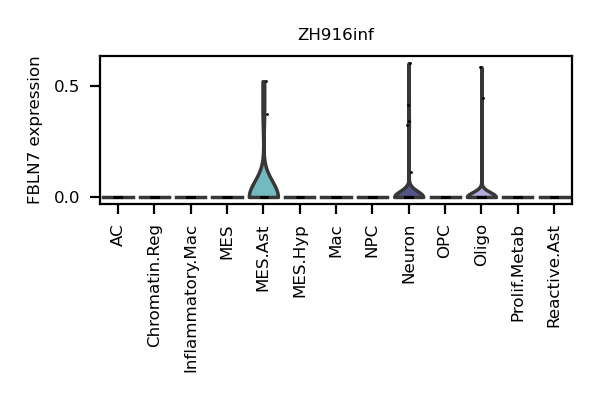 ZH916inf
FBLN7 expression
0.5
0.0
AC
Chromatin.Reg
Inflammatory.Mac
MES
MES.Ast
MES.Hyp
Mac
NPC
Neuron
OPC
Oligo
Prolif.Metab
Reactive.Ast